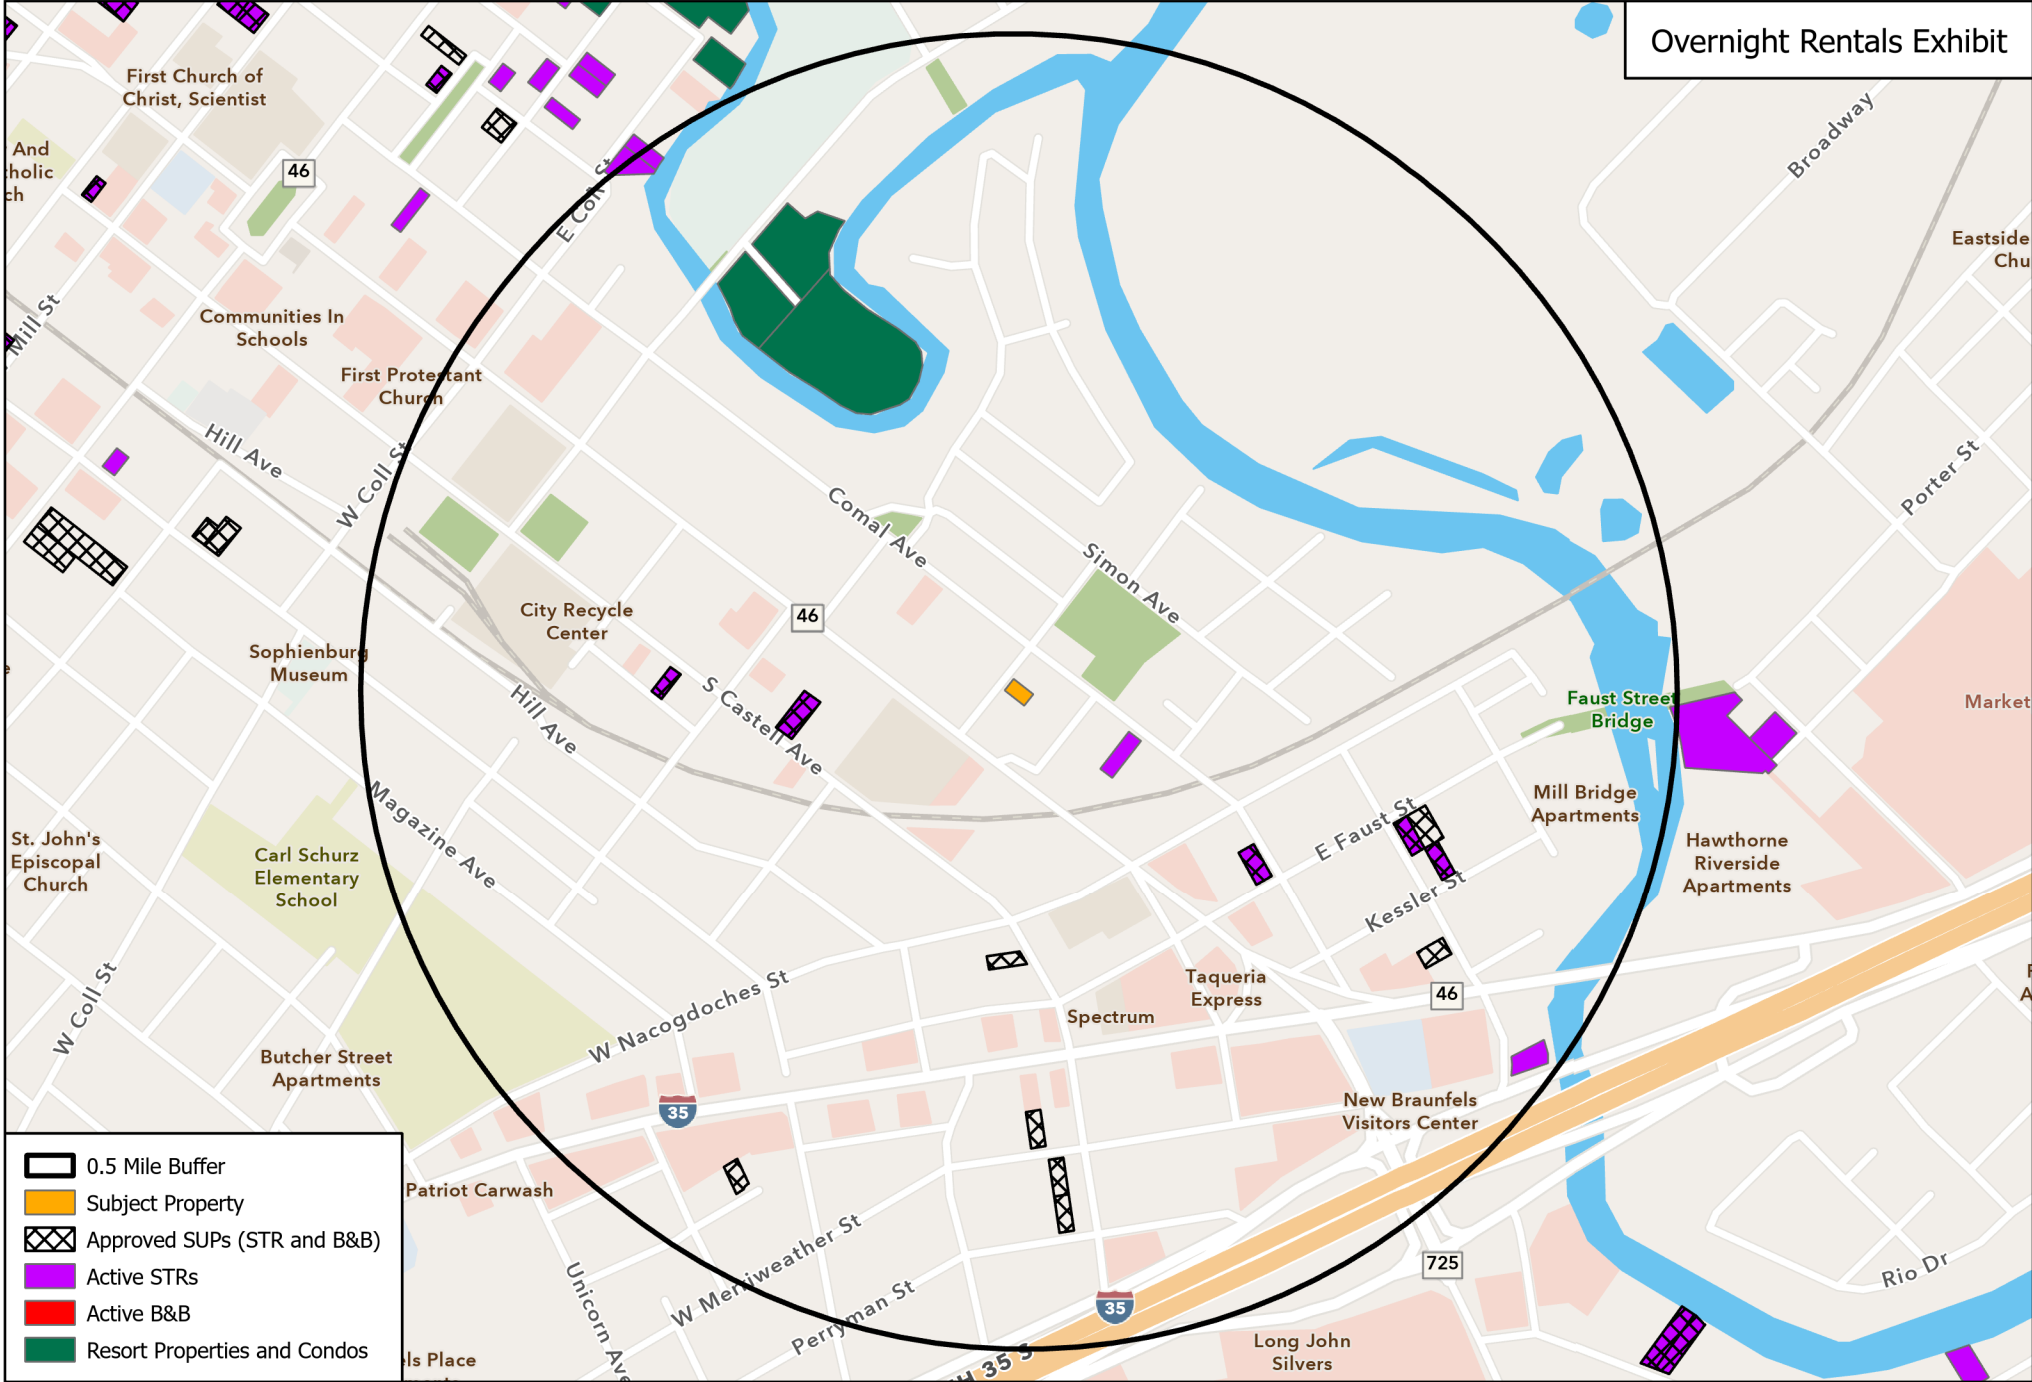 Overnight Rentals Exhibit
First Church of
Christ, Scientist
And
holic
ch
46
E Coll St
Broadway
Eastside
Chu
Mill St
Communities In
Schools
First Protestant
Church
Hill Ave
W Coll St
Comal Ave
Simon Ave
Porter St
City Recycle
Center
46
Sophienburg
Museum
S Castell Ave
Hill Ave
Faust Street
Bridge
Market
Mill Bridge
Apartments
Magazine Ave
St. John's
Episcopal
Church
Carl Schurz
Elementary
School
E Faust St
Hawthorne
Riverside
Apartments
Kessler St
W Coll St
W Nacogdoches St
Taqueria
Express
Spectrum
46
Butcher Street
Apartments
35
New Braunfels
Visitors Center
Patriot Carwash
W Merriweather St
Unicorn Ave
Perryman St
725
Rio Dr
35
Long John
Silvers
IH 35 S
els Place
0.5 Mile Buffer
Subject Property
Approved SUPs (STR and B&B)
Active STRs
Active B&B
Resort Properties and Condos